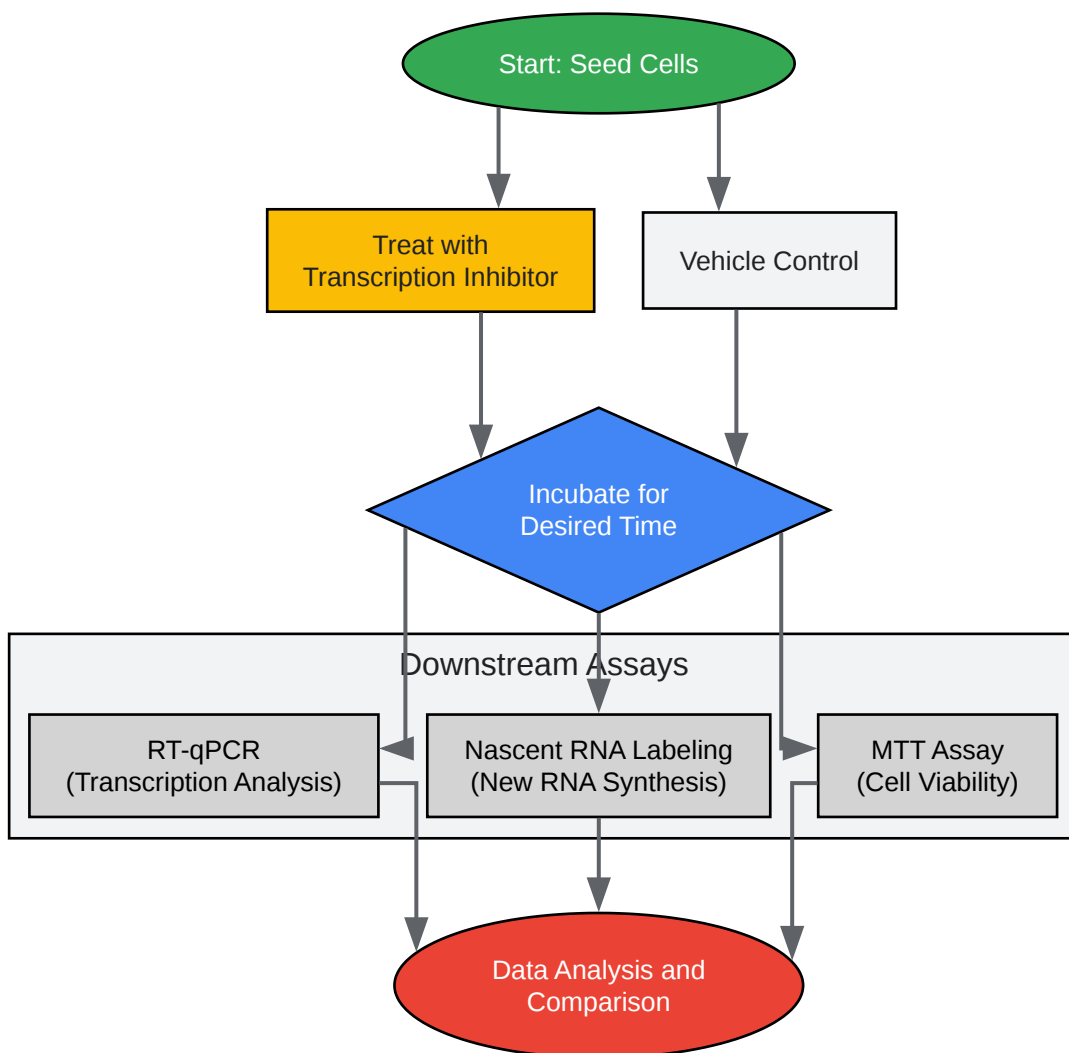 Start: Seed Cells
Treat with
Transcription Inhibitor
Vehicle Control
Incubate for
Desired Time
Downstream Assays
RT-qPCR
(Transcription Analysis)
Nascent RNA Labeling
(New RNA Synthesis)
MTT Assay
(Cell Viability)
Data Analysis and
Comparison